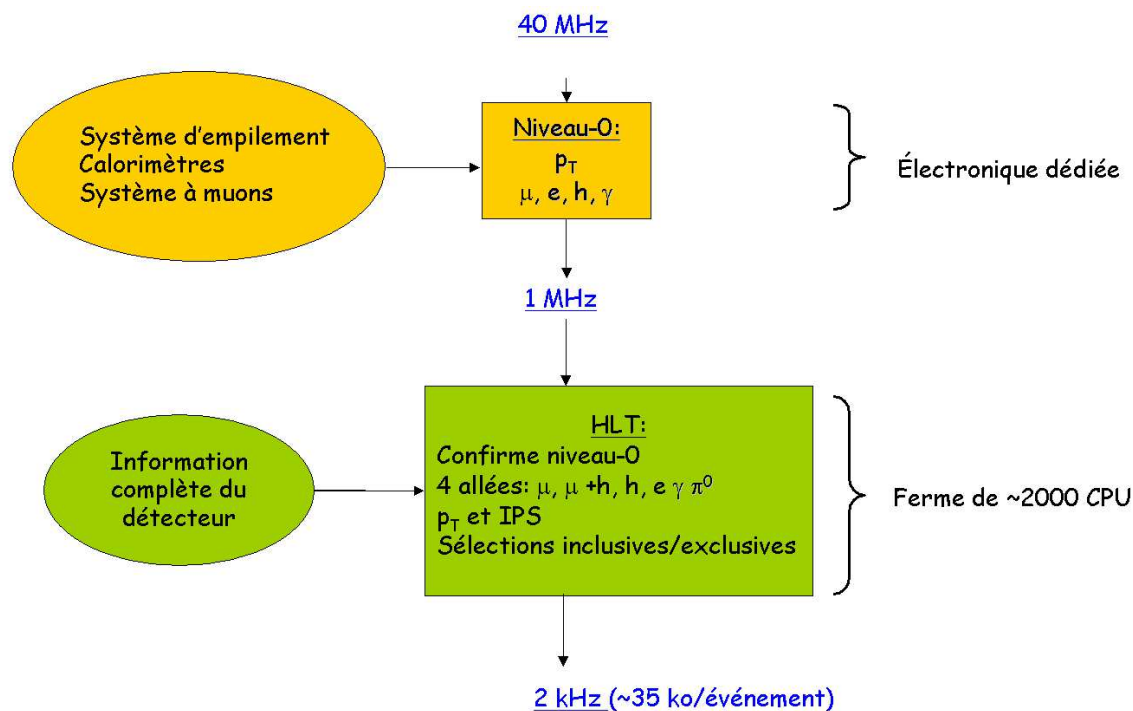 40 MHz
Système d'empilement
Calorimètres
Système à muons
Niveau-0:
pT
μ, e, h, γ
Électronique dédiée
1 MHz
Information
complète du
détecteur
HLT:
Confirme niveau-0
4 allées: μ, μ +h, h, e γ π⁰
pT et IPS
Sélections inclusives/exclusives
Ferme de ~2000 CPU
2 kHz (~35 ko/événement)